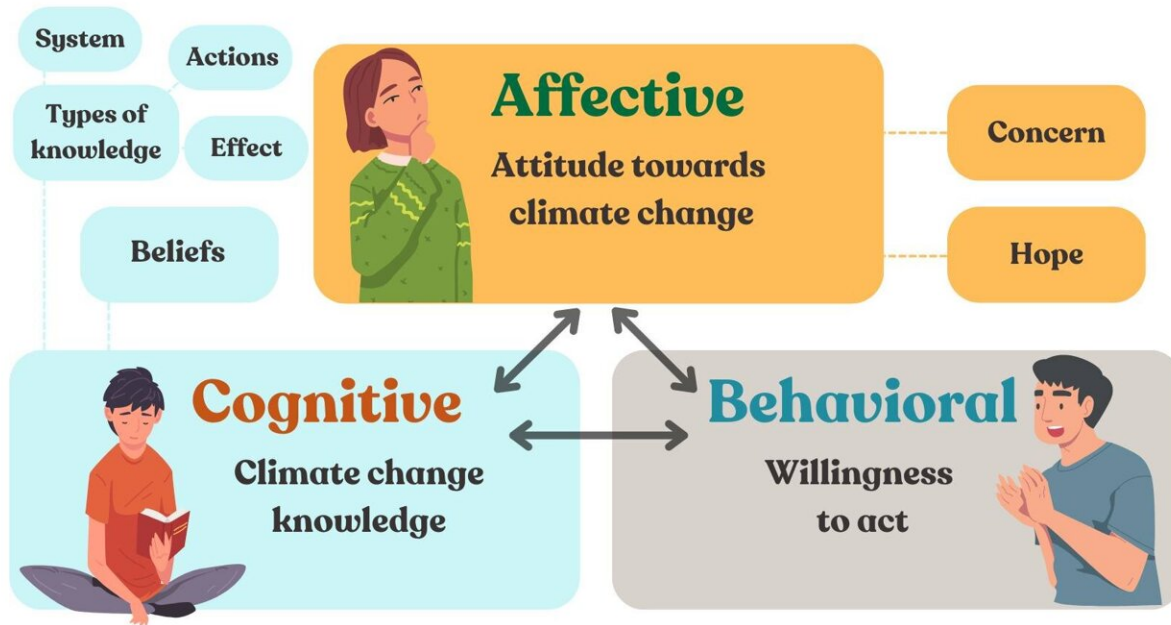 System
Actions
Types of
knowledge
Effect
Beliefs
Affective
Attitude towards
climate change
Concern
Hope
Cognitive
Climate change
knowledge
Behavioral
Willingness
to act